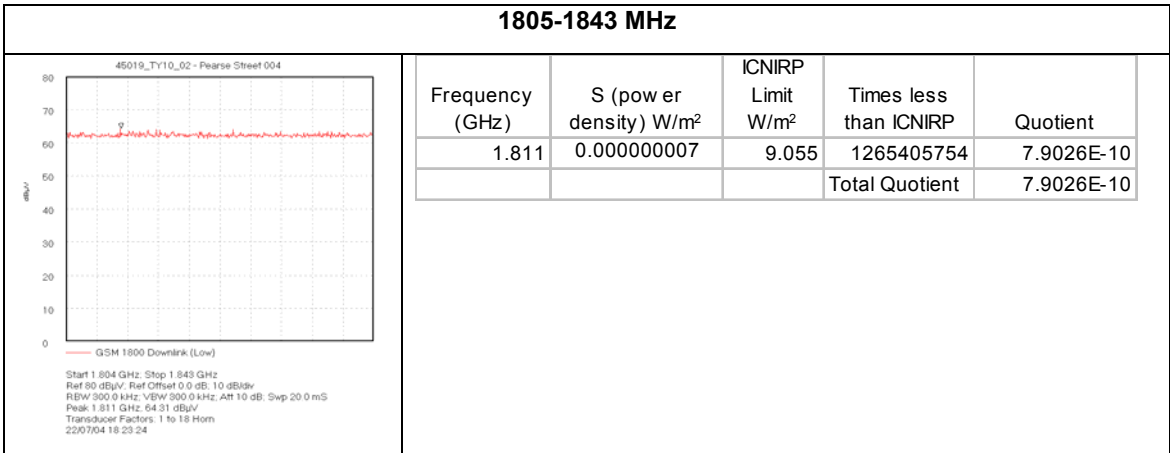 1805-1843 MHz
45019_TY10_02 - Pearse Street 004
80
70
60
50
40
30
20
10
0
dBµV
GSM 1800 Downlink (Low)
Start 1.804 GHz; Stop 1.843 GHz
Ref 80 dBµV; Ref Offset 0.0 dB; 10 dB/div
RBW 300.0 kHz; VBW 300.0 kHz; Att 10 dB; Swp 20.0 mS
Peak 1.811 GHz, 64.31 dBµV
Transducer Factors: 1 to 18 Horn
22/07/04 18:23:24
Frequency (GHz) S (pow er density) W/m² ICNIRP Limit W/m² Times less than ICNIRP Quotient
1.811 0.000000007 9.055 1265405754 7.9026E-10
Total Quotient 7.9026E-10